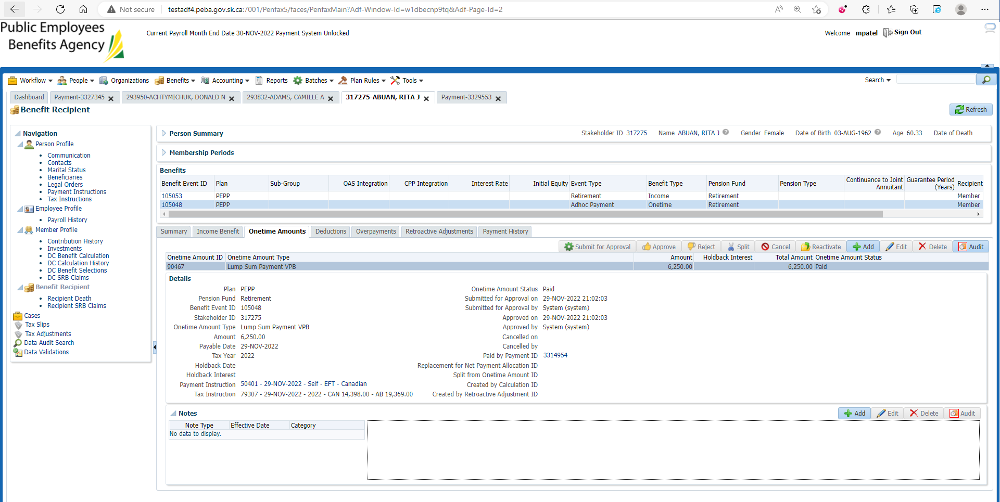 Not secure testadf4.peba.gov.sk.ca:7001/Penfax5/faces/PenfaxMain?Adf-Window-Id=w1dbecnp9tq&Adf-Page-Id=2
Public Employees
Benefits Agency
Current Payroll Month End Date 30-NOV-2022 Payment System Unlocked
Welcome mpatel Sign Out
Workflow People Organizations Benefits Accounting Reports Batches Plan Rules Tools Search
Dashboard Payment-3327345 293950-ACHTYMICHUK, DONALD N 293832-ADAMS, CAMILLE A 317275-ABUAN, RITA J Payment-3329553
Benefit Recipient
Refresh
Navigation
Person Profile
Communication
Contacts
Marital Status
Beneficiaries
Legal Orders
Payment Instructions
Tax Instructions
Employee Profile
Payroll History
Member Profile
Contribution History
Investments
DC Benefit Calculation
DC Calculation History
DC Benefit Selections
DC SRB Claims
Benefit Recipient
Recipient Death
Recipient SRB Claims
Cases
Tax Slips
Tax Adjustments
Data Audit Search
Data Validations
Person Summary Stakeholder ID 317275 Name ABUAN, RITA J Gender Female Date of Birth 03-AUG-1962 Age 60.33 Date of Death
Membership Periods
Benefits
Benefit Event ID Plan Sub-Group OAS Integration CPP Integration Interest Rate Initial Equity Event Type Benefit Type Pension Fund Pension Type Continuance to Joint Annuitant Guarantee Period (Years) Recipient
105053 PEPP Retirement Income Retirement Member
105048 PEPP Adhoc Payment Onetime Retirement Member
Summary Income Benefit Onetime Amounts Deductions Overpayments Retroactive Adjustments Payment History
Submit for Approval Approve Reject Split Cancel Reactivate Add Edit Delete Audit
Onetime Amount ID Onetime Amount Type Amount Holdback Interest Total Amount Onetime Amount Status
90467 Lump Sum Payment VPB 6,250.00 6,250.00 Paid
Details
Plan PEPP Onetime Amount Status Paid
Pension Fund Retirement Submitted for Approval on 29-NOV-2022 21:02:03
Benefit Event ID 105048 Submitted for Approval by System (system)
Stakeholder ID 317275 Approved on 29-NOV-2022 21:02:03
Onetime Amount Type Lump Sum Payment VPB Approved by System (system)
Amount 6,250.00 Cancelled on
Payable Date 29-NOV-2022 Cancelled by
Tax Year 2022 Paid by Payment ID 3314954
Holdback Date Replacement for Net Payment Allocation ID
Holdback Interest Split from Onetime Amount ID
Payment Instruction 50401 - 29-NOV-2022 - Self - EFT - Canadian Created by Calculation ID
Tax Instruction 79307 - 29-NOV-2022 - 2022 - CAN 14,398.00 - AB 19,369.00 Created by Retroactive Adjustment ID
Notes Add Edit Delete Audit
Note Type Effective Date Category
No data to display.